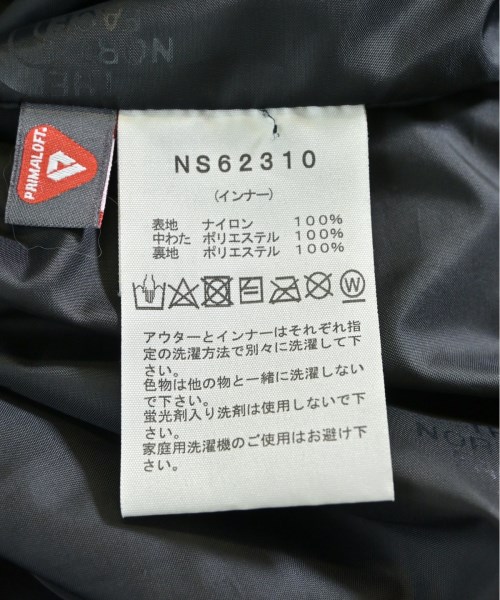 THE
NORTH
FACE
PRIMALOFT
NS62310
(インナー)
表地 ナイロン 100%
中わた ポリエステル 100%
裏地 ポリエステル 100%
W
アウターとインナーはそれぞれ指
定の洗濯方法で別々に洗濯して下
さい。
色物は他の物と一緒に洗濯しない
で下さい。
蛍光剤入り洗剤は使用しないで下
さい。
家庭用洗濯機のご使用はお避け下
さい。
NOR